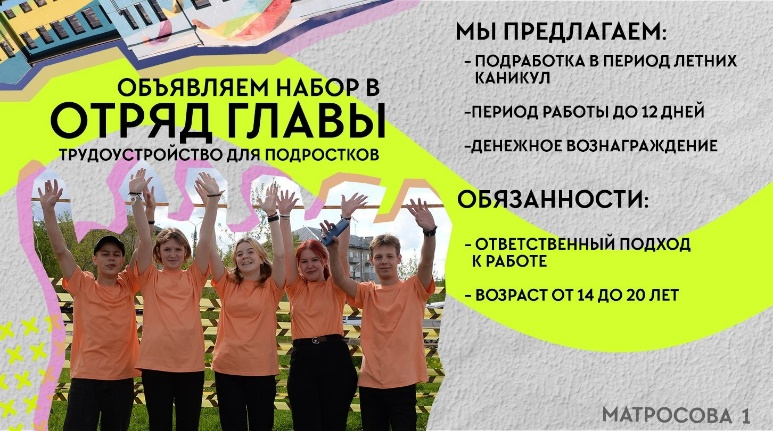 ОБЪЯВЛЯЕМ НАБОР В
ОТРЯД ГЛАВЫ
ТРУДОУСТРОЙСТВО ДЛЯ ПОДРОСТКОВ
МЫ ПРЕДЛАГАЕМ:
- ПОДРАБОТКА В ПЕРИОД ЛЕТНИХ
КАНИКУЛ
-ПЕРИОД РАБОТЫ ДО 12 ДНЕЙ
-ДЕНЕЖНОЕ ВОЗНАГРАЖДЕНИЕ
ОБЯЗАННОСТИ:
- ОТВЕТСТВЕННЫЙ ПОДХОД
К РАБОТЕ
- ВОЗРАСТ ОТ 14 ДО 20 ЛЕТ
МАТРОСОВА 1